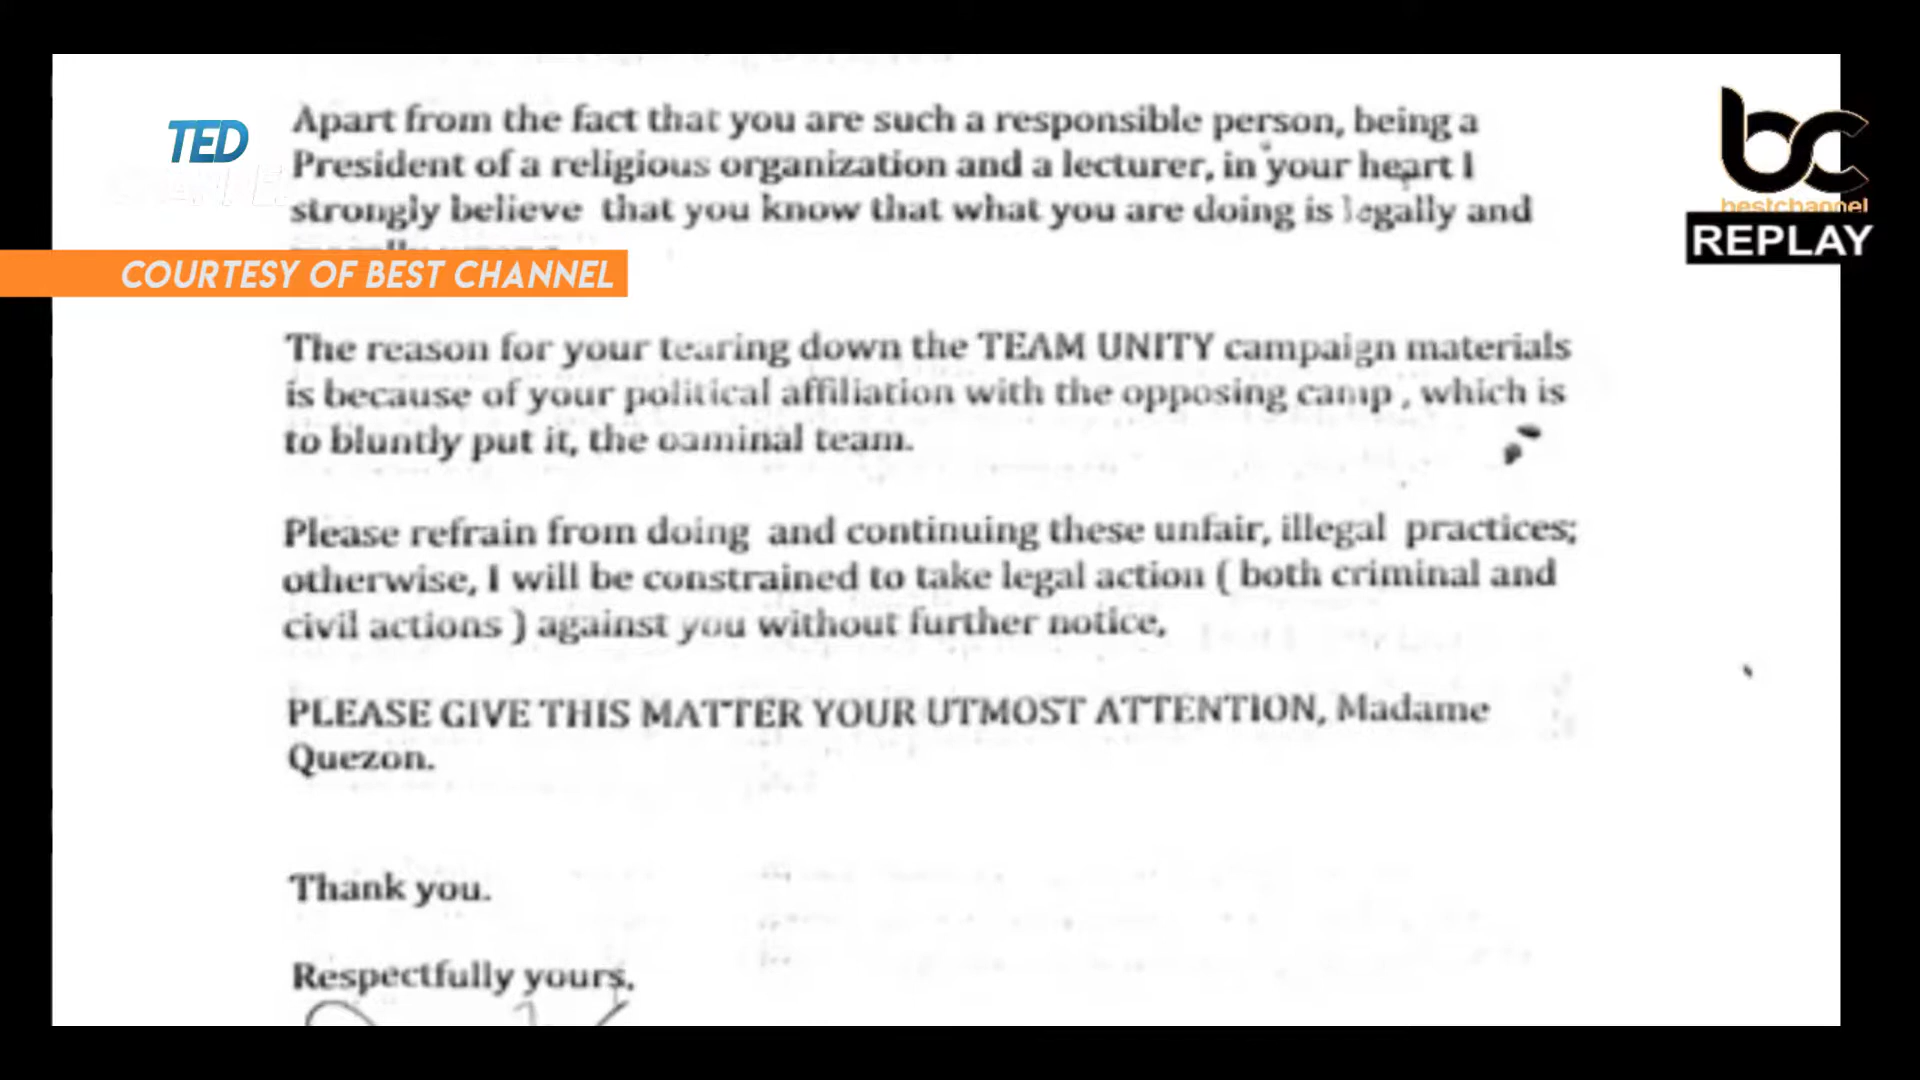 TED
Apart from the fact that you are such a responsible person, being a
President of a religious organization and a lecturer, in your heart I
strongly believe that you know that what you are doing is legally and
COURTESY OF BEST CHANNEL
bc
bestchannel
REPLAY
The reason for your tearing down the TEAM UNITY campaign materials
is because of your political affiliation with the opposing camp , which is
to bluntly put it, the oaminal team.
Please refrain from doing and continuing these unfair, illegal practices;
otherwise, I will be constrained to take legal action ( both criminal and
civil actions ) against you without further notice,
PLEASE GIVE THIS MATTER YOUR UTMOST ATTENTION, Madame
Quezon.
Thank you.
Respectfully yours,